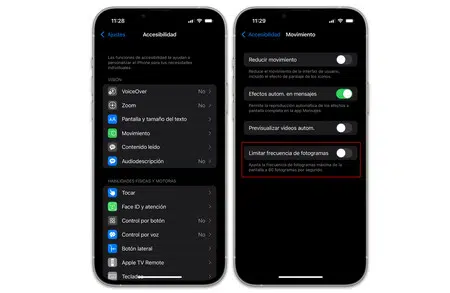 11:28
Ajustes
Accesibilidad
Las funciones de accesibilidad te ayudan a
personalizar el iPhone para tus necesidades
individuales.
VISIÓN
VoiceOver No
Zoom No
Pantalla y tamaño del texto
Movimiento
Contenido leído
Audiodescripción No
HABILIDADES FÍSICAS Y MOTORAS
Tocar
Face ID y atención
Control por botón No
Control por voz No
Botón lateral
Apple TV Remote
Teclados
11:29
Accesibilidad
Movimiento
Reducir movimiento
Reduce el movimiento de la interfaz de usuario,
incluido el efecto de paralaje de los iconos.
Efectos autom. en mensajes
Permite la reproducción automática de los efectos a
pantalla completa en la app Mensajes.
Previsualizar vídeos autom.
Limitar frecuencia de fotogramas
Ajusta la frecuencia de fotogramas máxima de la
pantalla a 60 fotogramas por segundo.